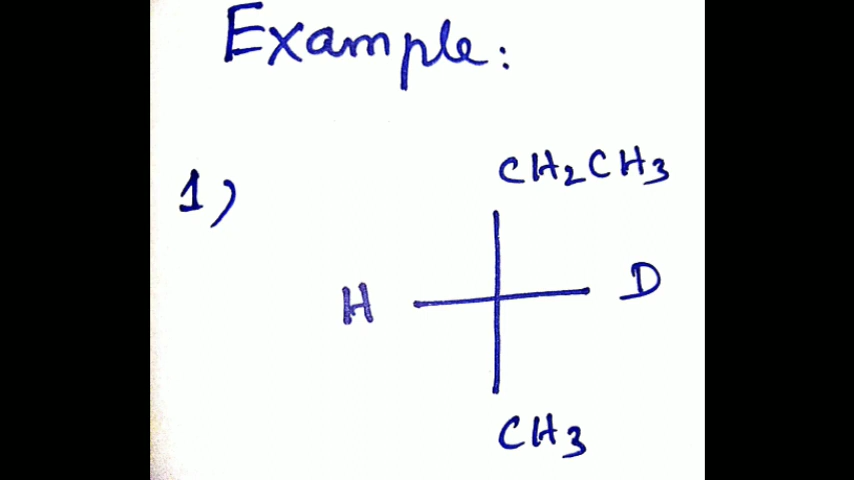 Example:
1)
CH₂CH₃
H D
CH₃